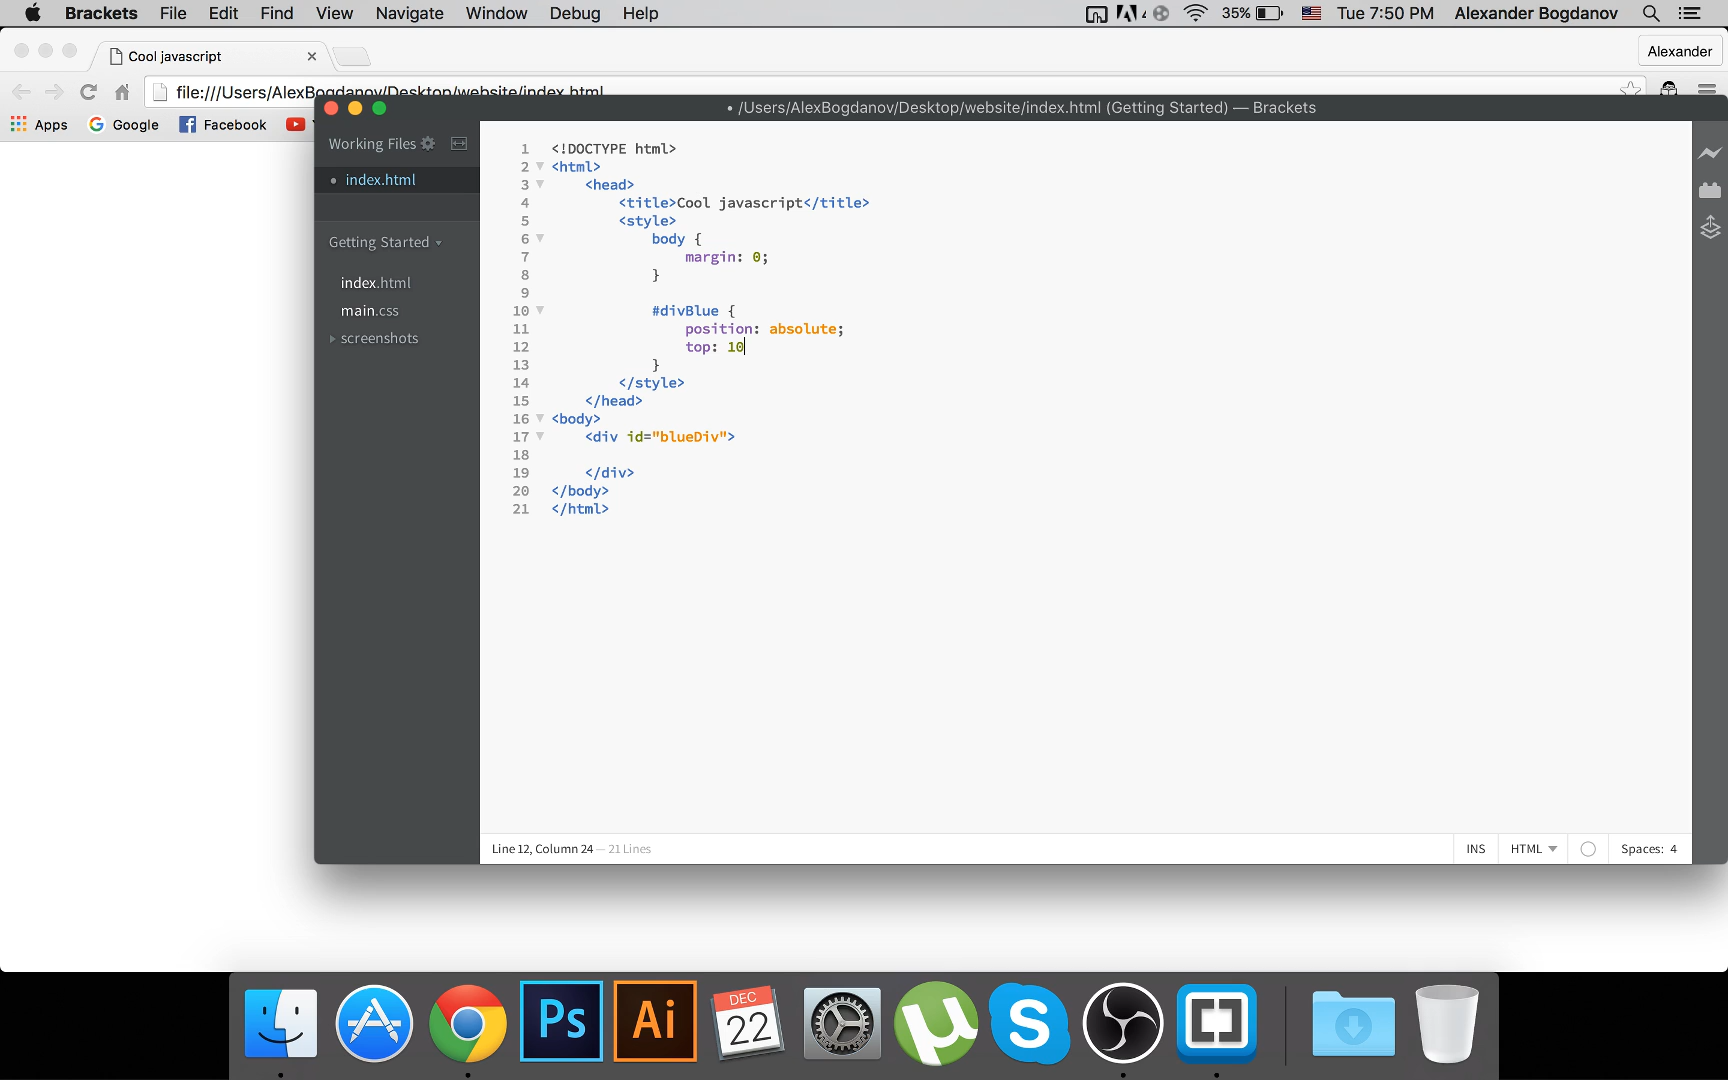 Brackets File Edit Find View Navigate Window Debug Help 4 35% Tue 7:50 PM Alexander Bogdanov
Cool javascript Alexander
file:///Users/AlexBogdanov/Desktop/website/index.html
Apps Google Facebook
• /Users/AlexBogdanov/Desktop/website/index.html (Getting Started) — Brackets
Working Files
index.html
Getting Started
index.html
main.css
screenshots
1 <!DOCTYPE html>
2 <html>
3 <head>
4 <title>Cool javascript</title>
5 <style>
6 body {
7 margin: 0;
8 }
9
10 #divBlue {
11 position: absolute;
12 top: 10
13 }
14 </style>
15 </head>
16 <body>
17 <div id="blueDiv">
18
19 </div>
20 </body>
21 </html>
Line 12, Column 24 — 21 Lines INS HTML Spaces: 4
Ps Ai DEC 22 µ S